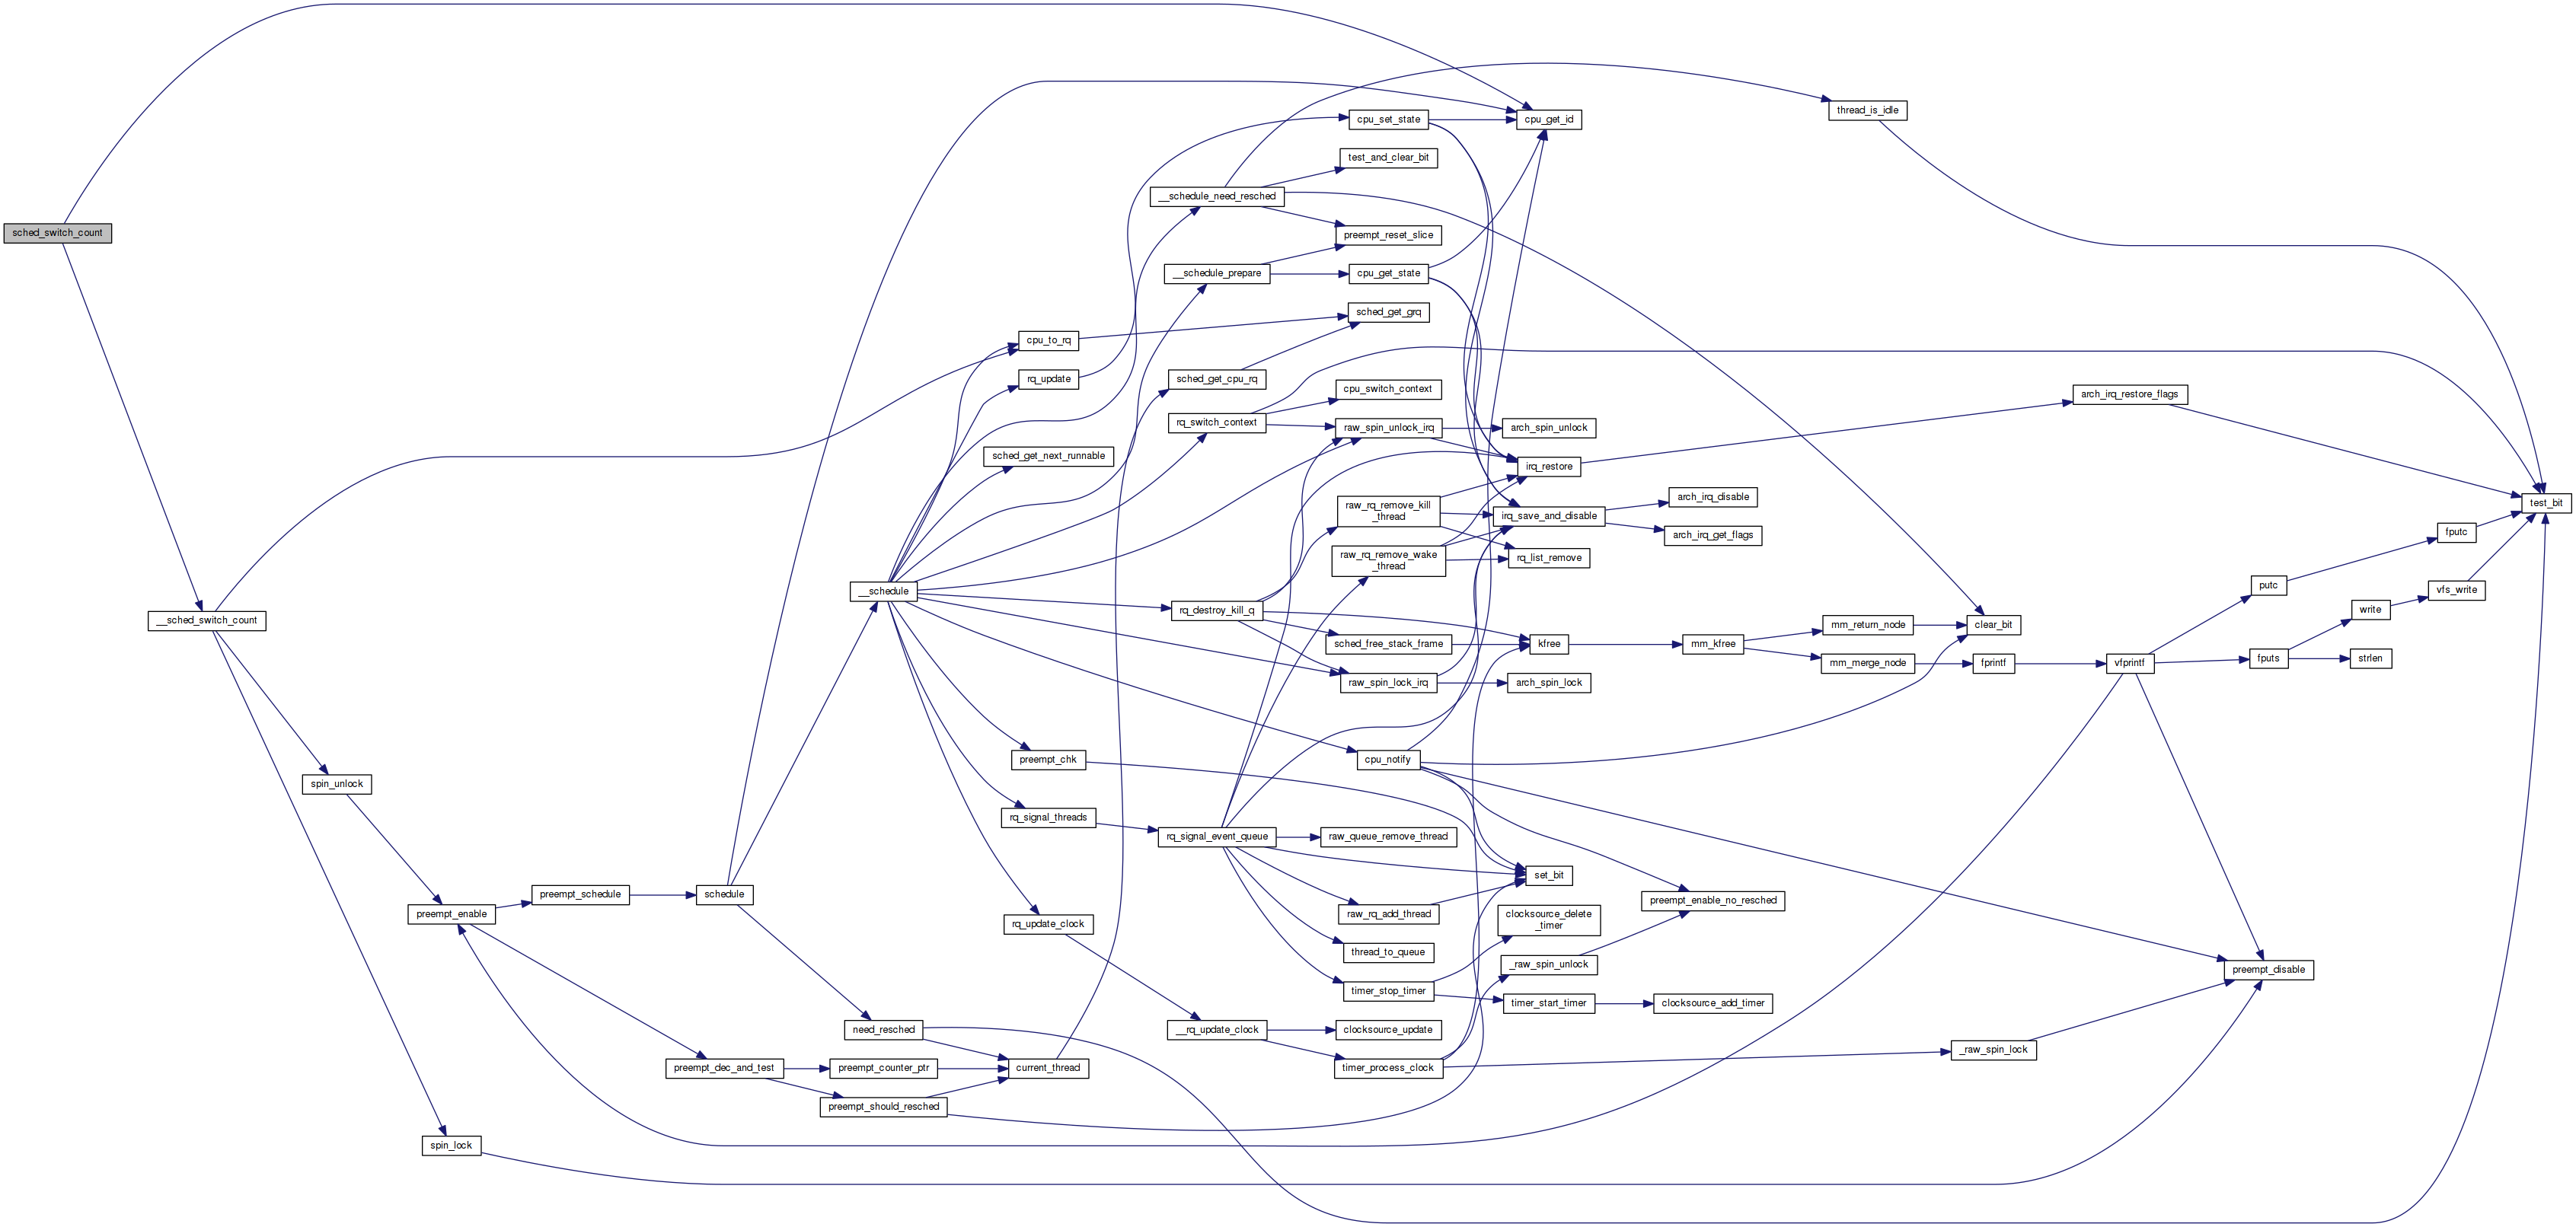 sched_switch_count
__sched_switch_count
spin_unlock
preempt_enable
spin_lock
preempt_schedule
preempt_dec_and_test
schedule
need_resched
preempt_counter_ptr
preempt_should_resched
__schedule
cpu_to_rq
rq_update
sched_get_next_runnable
preempt_chk
rq_signal_threads
rq_update_clock
current_thread
__schedule_need_resched
__schedule_prepare
sched_get_cpu_rq
rq_switch_context
rq_destroy_kill_q
rq_signal_event_queue
__rq_update_clock
cpu_set_state
test_and_clear_bit
preempt_reset_slice
cpu_get_state
sched_get_grq
cpu_switch_context
raw_spin_unlock_irq
raw_rq_remove_kill
_thread
raw_rq_remove_wake
_thread
sched_free_stack_frame
raw_spin_lock_irq
cpu_notify
raw_queue_remove_thread
raw_rq_add_thread
thread_to_queue
timer_stop_timer
clocksource_update
timer_process_clock
cpu_get_id
arch_spin_unlock
irq_restore
irq_save_and_disable
rq_list_remove
kfree
arch_spin_lock
set_bit
clocksource_delete
_timer
_raw_spin_unlock
timer_start_timer
arch_irq_disable
arch_irq_get_flags
mm_kfree
preempt_enable_no_resched
clocksource_add_timer
thread_is_idle
mm_return_node
mm_merge_node
clear_bit
fprintf
_raw_spin_lock
arch_irq_restore_flags
vfprintf
putc
fputs
preempt_disable
write
strlen
fputc
vfs_write
test_bit